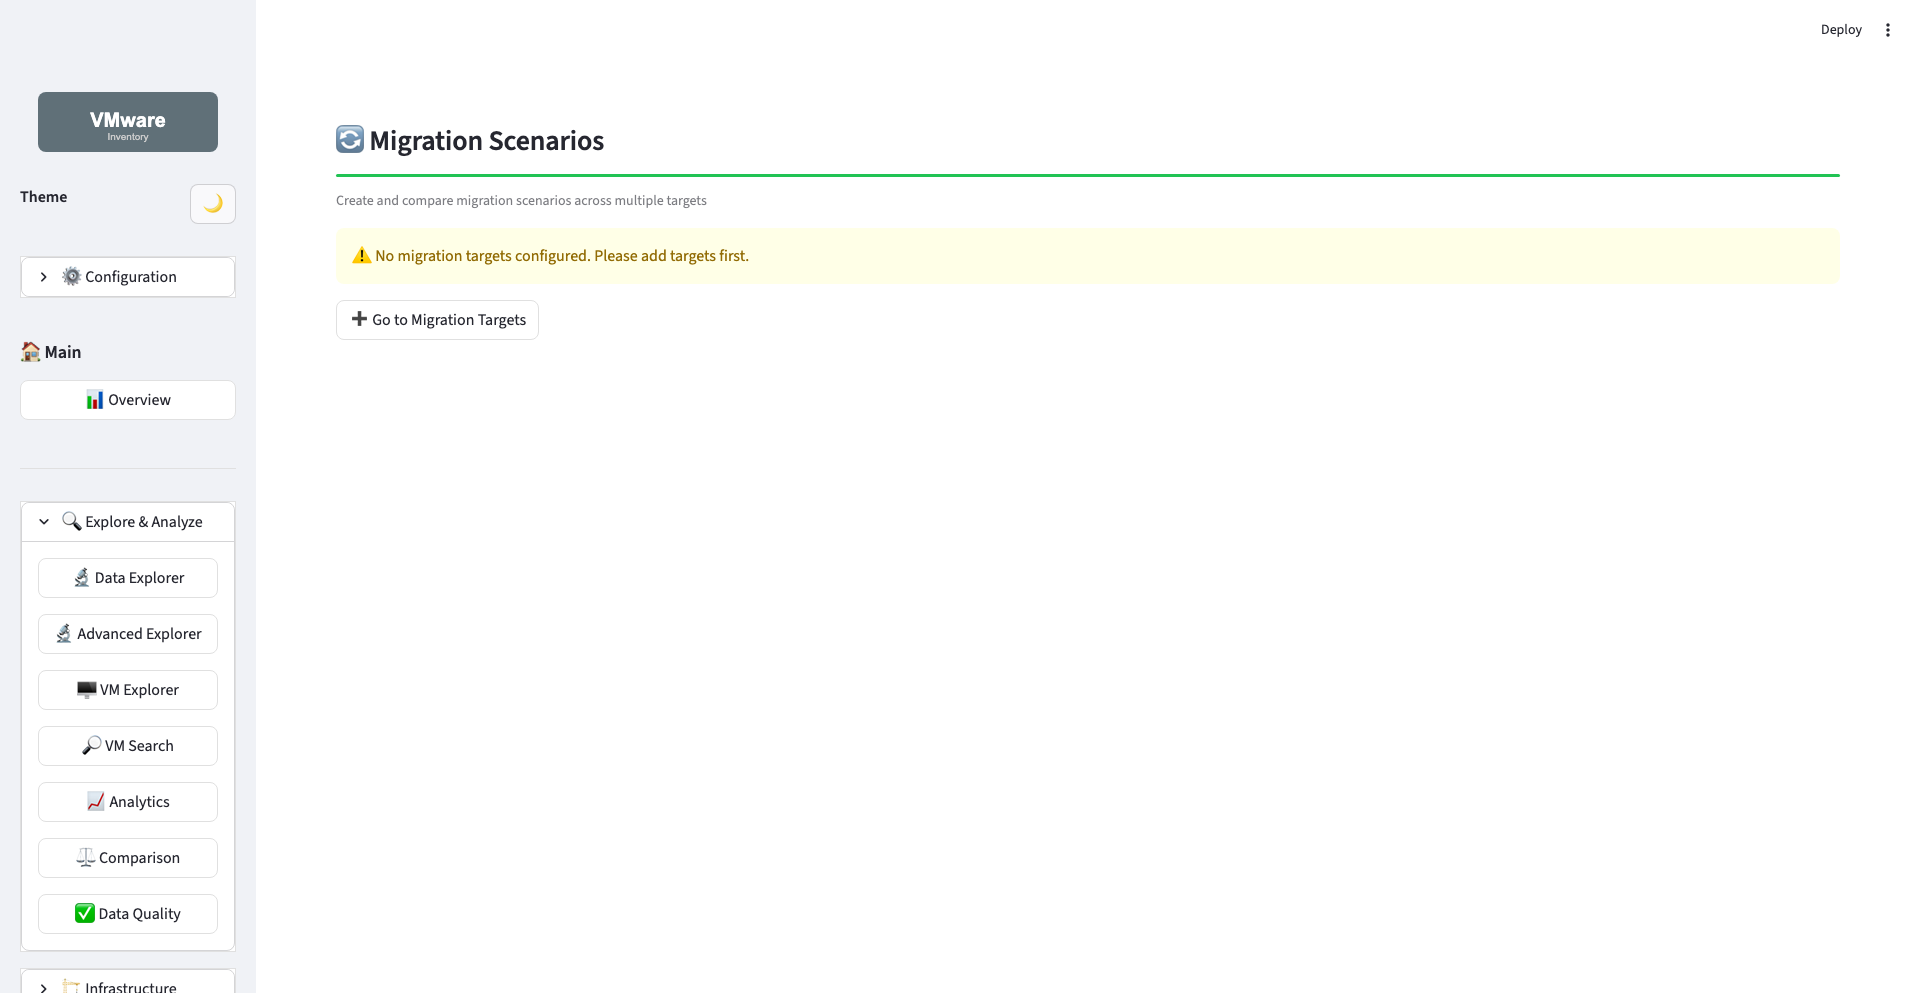 Deploy
VMware
Inventory
Theme
Configuration
Main
Overview
Explore & Analyze
Data Explorer
Advanced Explorer
VM Explorer
VM Search
Analytics
Comparison
Data Quality
Infrastructure
Migration Scenarios
Create and compare migration scenarios across multiple targets
No migration targets configured. Please add targets first.
Go to Migration Targets